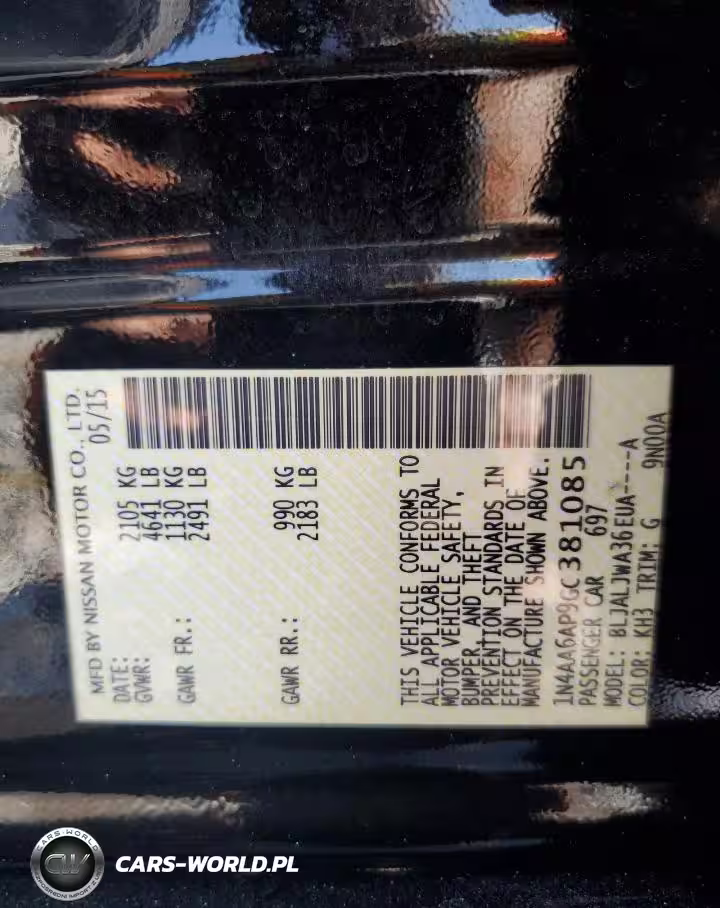 MFD BY NISSAN MOTOR CO., LTD.
DATE: 05/15
GVWR: 2105 KG
4641 LB
GAWR FR.: 1130 KG
2491 LB
GAWR RR.: 990 KG
2183 LB
THIS VEHICLE CONFORMS TO
ALL APPLICABLE FEDERAL
MOTOR VEHICLE SAFETY,
BUMPER, AND THEFT
PREVENTION STANDARDS IN
EFFECT ON THE DATE OF
MANUFACTURE SHOWN ABOVE.
1N4AA6AP9GC381085
PASSENGER CAR 697
MODEL: BLJALJWA36EUA----A
COLOR: KH3 TRIM: G 9N00A
CARS-WORLD
CW
CARS-WORLD.PL